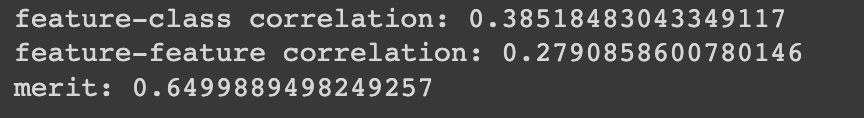 feature-class correlation: 0.38518483043349117
feature-feature correlation: 0.2790858600780146
merit: 0.6499889498249257